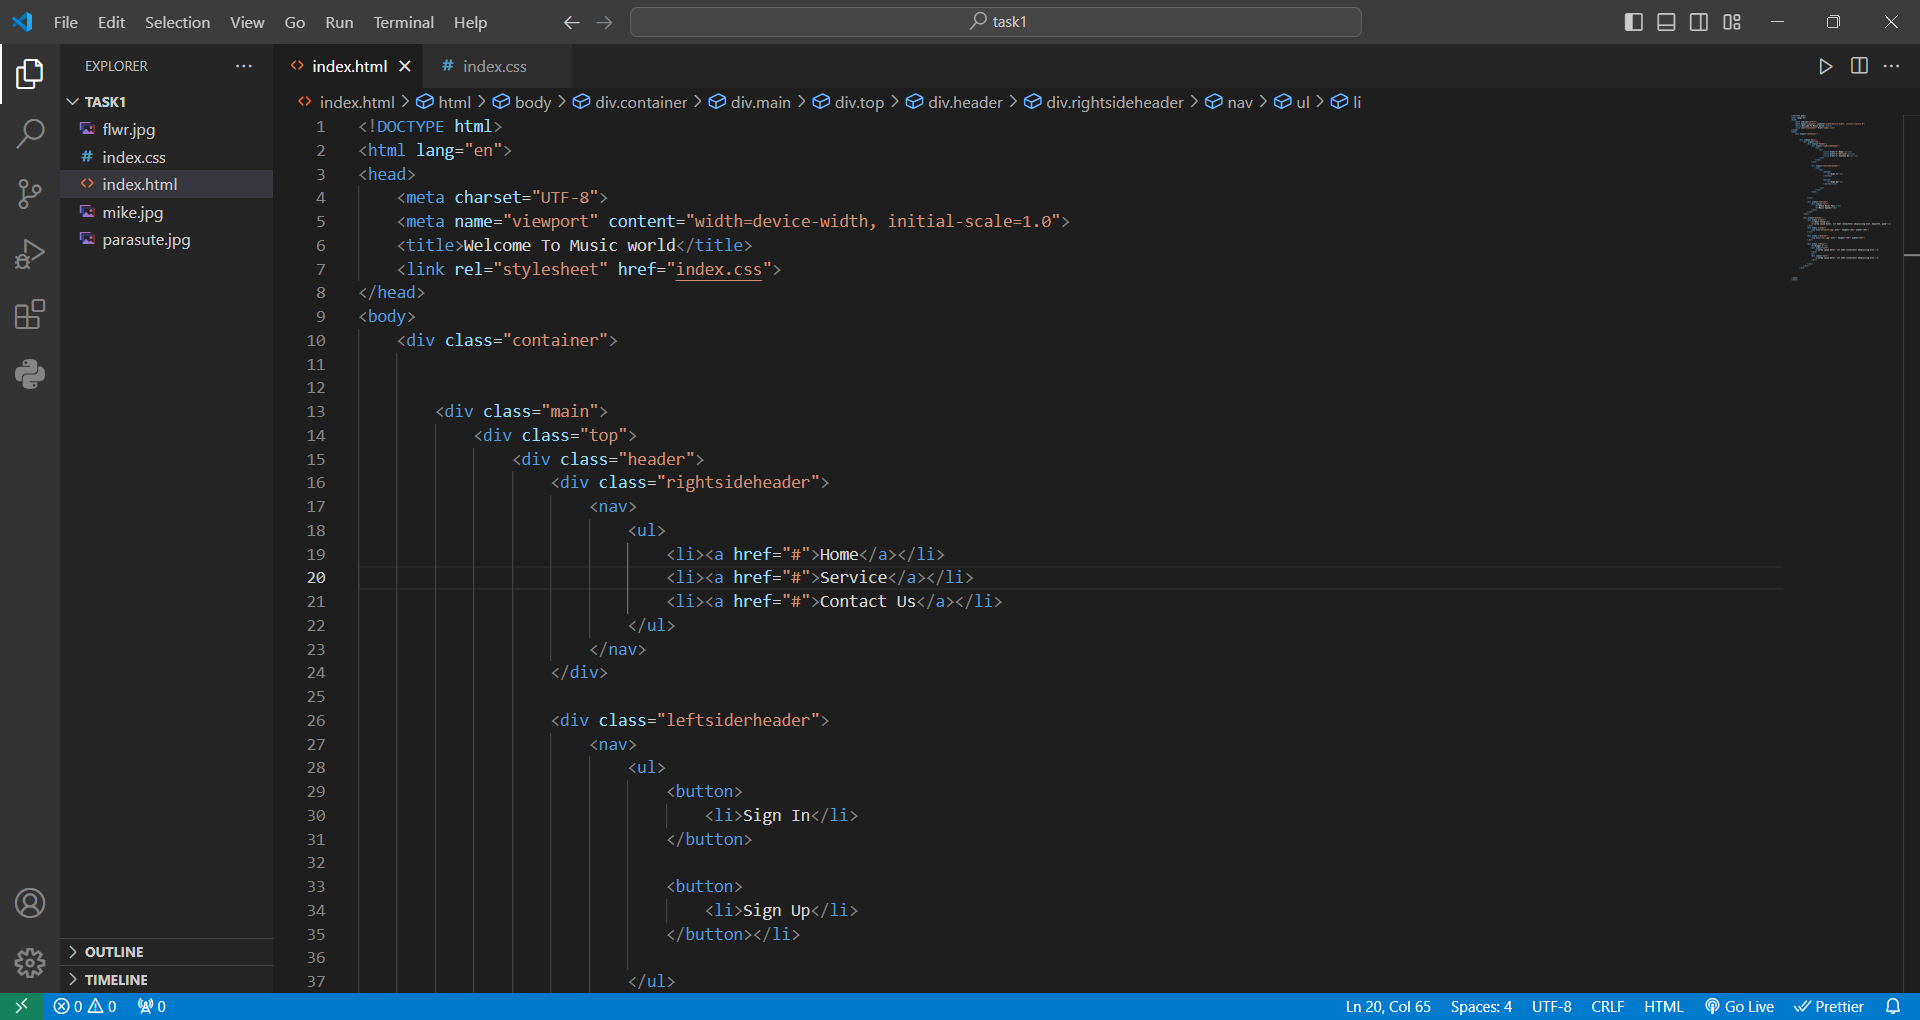 File Edit Selection View Go Run Terminal Help
task1
EXPLORER
TASK1
flwr.jpg
index.css
index.html
mike.jpg
parasute.jpg
OUTLINE
TIMELINE
index.html
index.css
index.html html body div.container div.main div.top div.header div.rightsideheader nav ul li
1 <!DOCTYPE html>
2 <html lang="en">
3 <head>
4 <meta charset="UTF-8">
5 <meta name="viewport" content="width=device-width, initial-scale=1.0">
6 <title>Welcome To Music world</title>
7 <link rel="stylesheet" href="index.css">
8 </head>
9 <body>
10 <div class="container">
11
12
13 <div class="main">
14 <div class="top">
15 <div class="header">
16 <div class="rightsideheader">
17 <nav>
18 <ul>
19 <li><a href="#">Home</a></li>
20 <li><a href="#">Service</a></li>
21 <li><a href="#">Contact Us</a></li>
22 </ul>
23 </nav>
24 </div>
25
26 <div class="leftsiderheader">
27 <nav>
28 <ul>
29 <button>
30 <li>Sign In</li>
31 </button>
32
33 <button>
34 <li>Sign Up</li>
35 </button></li>
36
37 </ul>
0 0 0
Ln 20, Col 65 Spaces: 4 UTF-8 CRLF HTML Go Live Prettier